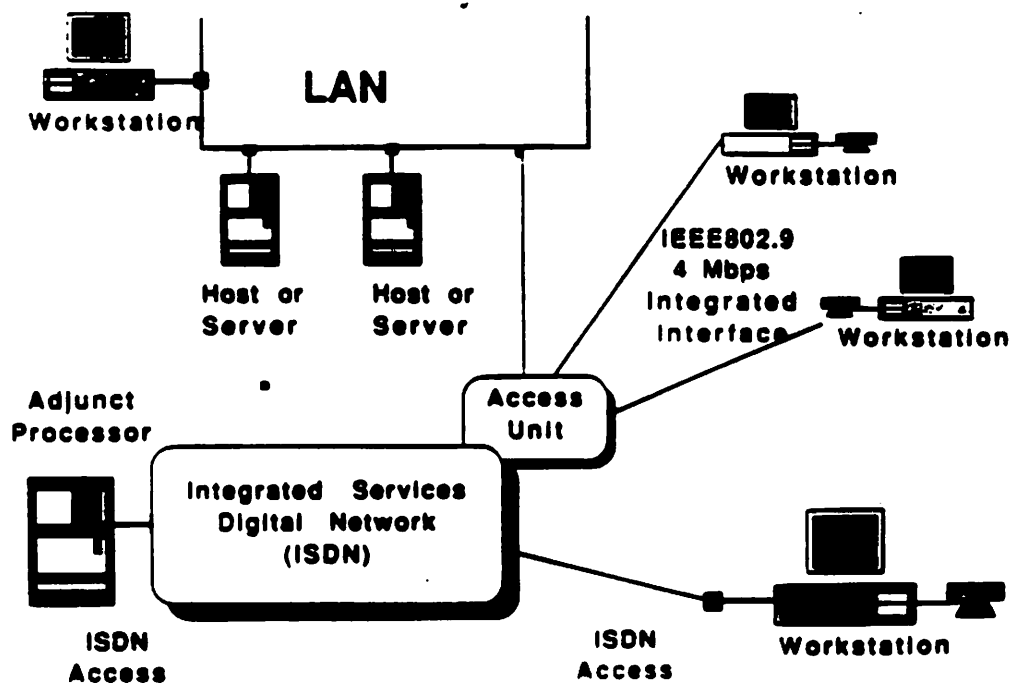 LAN
Workstation
Host or
Server
Host or
Server
Workstation
IEEE802.9
4 Mbps
Integrated
Interface
Workstation
Access
Unit
Adjunct
Processor
Integrated Services
Digital Network
(ISDN)
ISDN
Access
ISDN
Access
Workstation